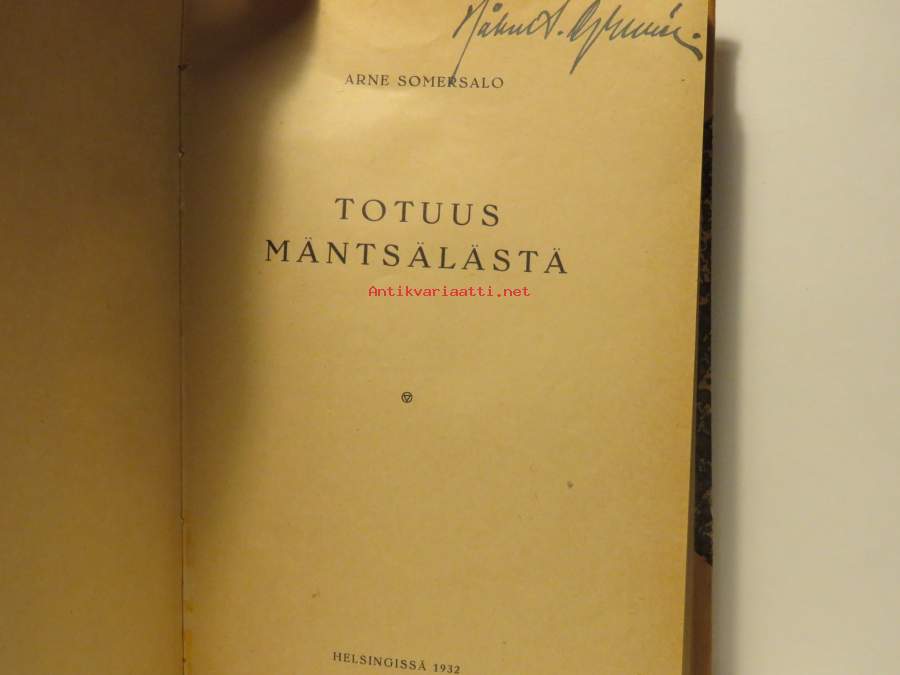 ARNE SOMERSALO
TOTUUS
MÄNTSÄLÄSTÄ
Antikvariaatti.net
HELSINGISSÄ 1932